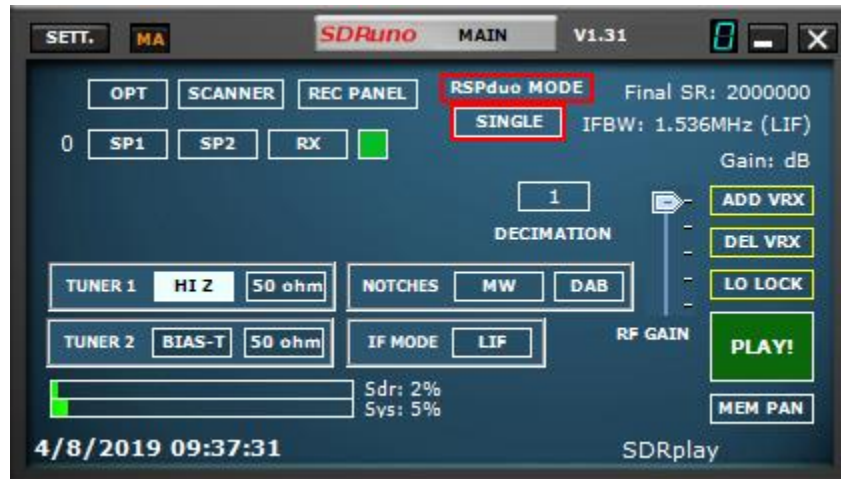 SETT. MA SDRuno MAIN V1.31 0
OPT SCANNER REC PANEL RSPduo MODE Final SR: 2000000
SINGLE IFBW: 1.536MHz (LIF)
0 SP1 SP2 RX
Gain: dB
1 ADD VRX
DECIMATION DEL VRX
TUNER 1 HI Z 50 ohm NOTCHES MW DAB LO LOCK
TUNER 2 BIAS-T 50 ohm IF MODE LIF RF GAIN PLAY!
Sdr: 2%
Sys: 5% MEM PAN
4/8/2019 09:37:31 SDRplay